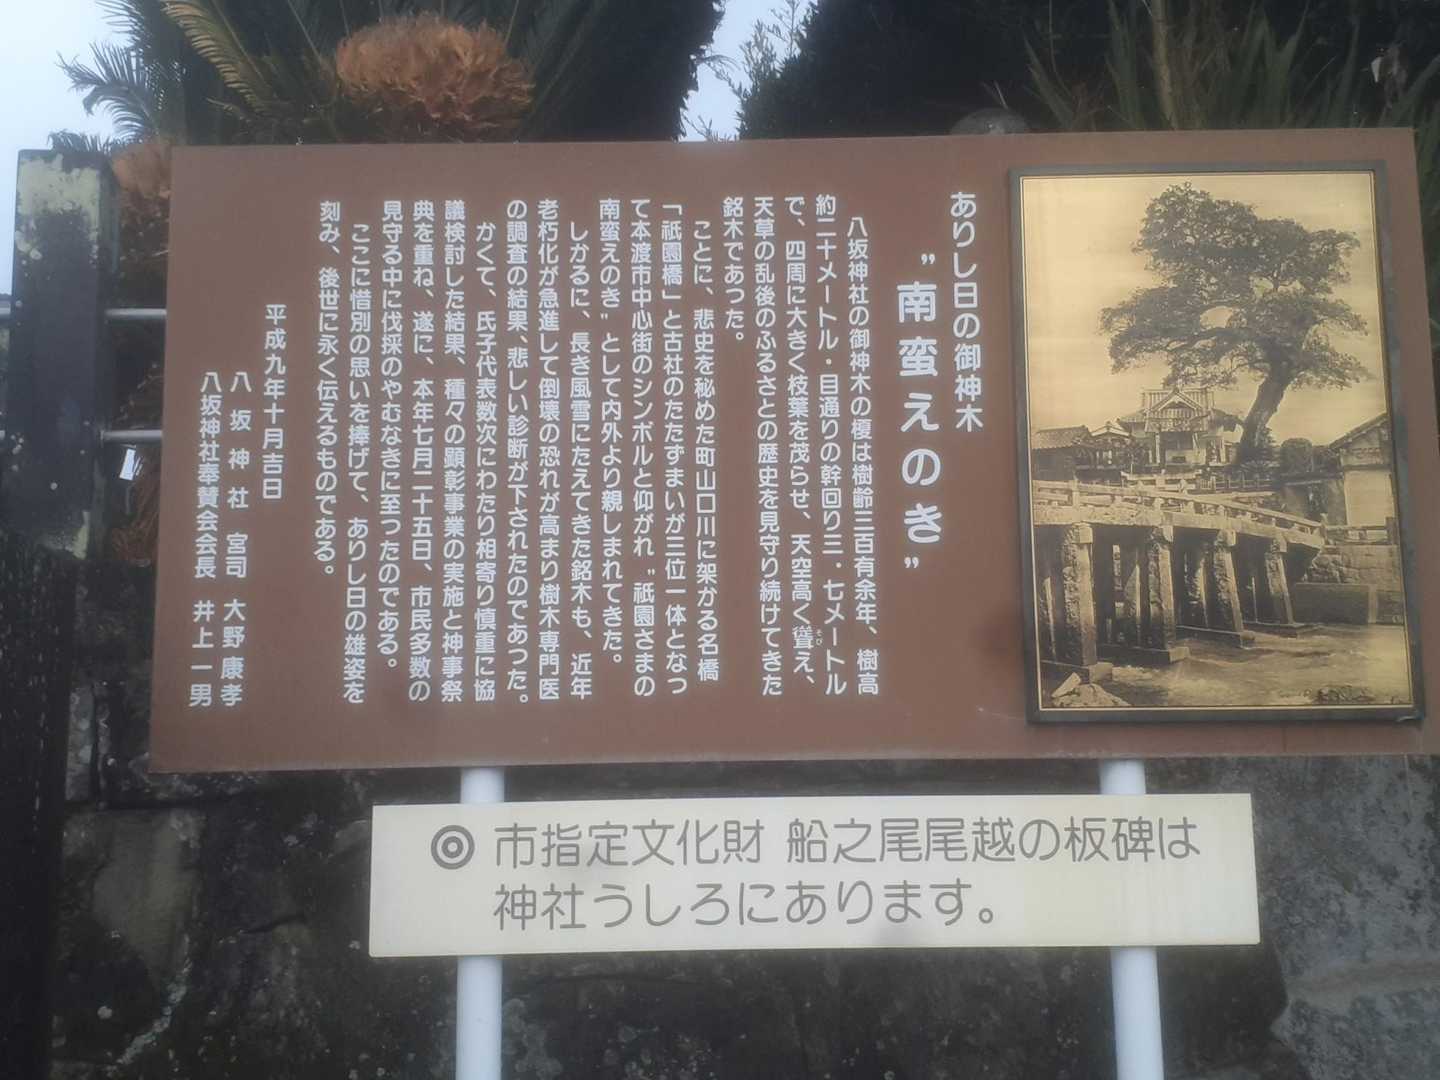 ありし日の御神木
〝南蛮えのき〟
八坂神社の御神木の榎は樹齢三百有余年、樹高
約二十メートル・目通りの幹回り三・七メートル
で、四周に大きく枝葉を茂らせ、天空高く聳え、
そび
天草の乱後のふるさとの歴史を見守り続けてきた
銘木であった。
ことに、悲史を秘めた町山口川に架かる名橋
「祇園橋」と古社のたたずまいが三位一体となっ
て本渡市中心街のシンボルと仰がれ〝祇園さまの
南蛮えのき〟として内外より親しまれてきた。
しかるに、長き風雪にたえてきた銘木も、近年
老朽化が急進して倒壊の恐れが高まり樹木専門医
の調査の結果、悲しい診断が下されたのであった。
かくて、氏子代表数次にわたり相寄り慎重に協
議検討した結果、種々の顕彰事業の実施と神事祭
典を重ね、遂に、本年七月二十五日、市民多数の
見守る中に伐採のやむなきに至ったのである。
ここに惜別の思いを捧げて、ありし日の雄姿を
刻み、後世に永く伝えるものである。
平成九年十月吉日
八坂神社 宮司 大野康孝
八坂神社奉賛会会長 井上一男
◎ 市指定文化財 船之尾尾越の板碑は
神社うしろにあります。